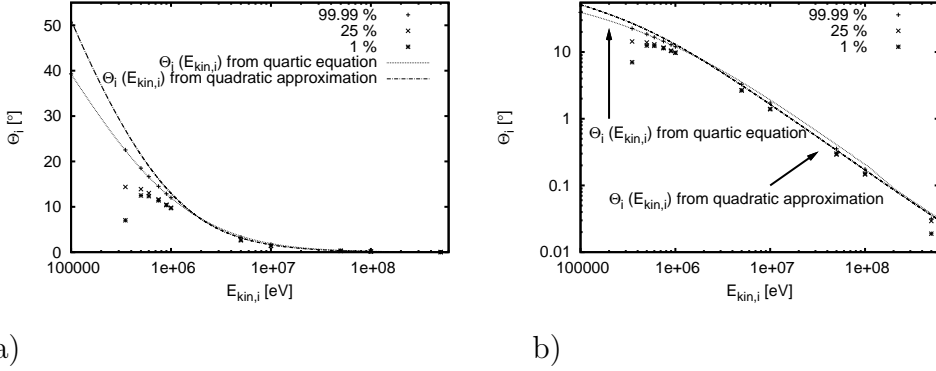 50
40
30
20
10
0
Θi [°]
100000 1e+06 1e+07 1e+08
Ekin,i [eV]
99.99 %
25 %
1 %
Θi (Ekin,i) from quartic equation
Θi (Ekin,i) from quadratic approximation
a)
10
1
0.1
0.01
Θi [°]
100000 1e+06 1e+07 1e+08
Ekin,i [eV]
99.99 %
25 %
1 %
Θi (Ekin,i) from quartic equation
Θi (Ekin,i) from quadratic approximation
b)